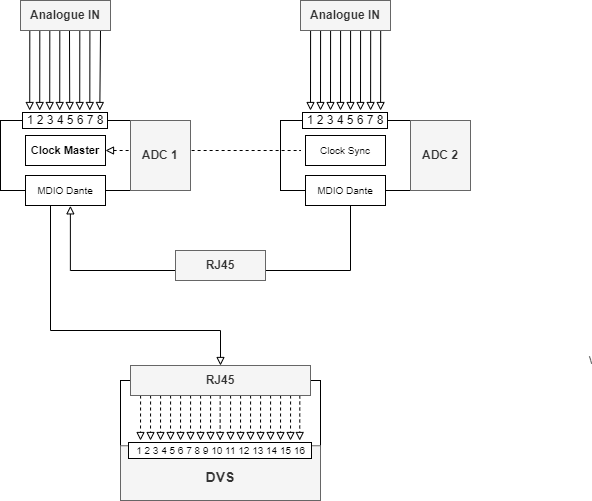 Analogue IN
Analogue IN
1 2 3 4 5 6 7 8
1 2 3 4 5 6 7 8
Clock Master
ADC 1
Clock Sync
ADC 2
MDIO Dante
MDIO Dante
RJ45
RJ45
1 2 3 4 5 6 7 8 9 10 11 12 13 14 15 16
DVS